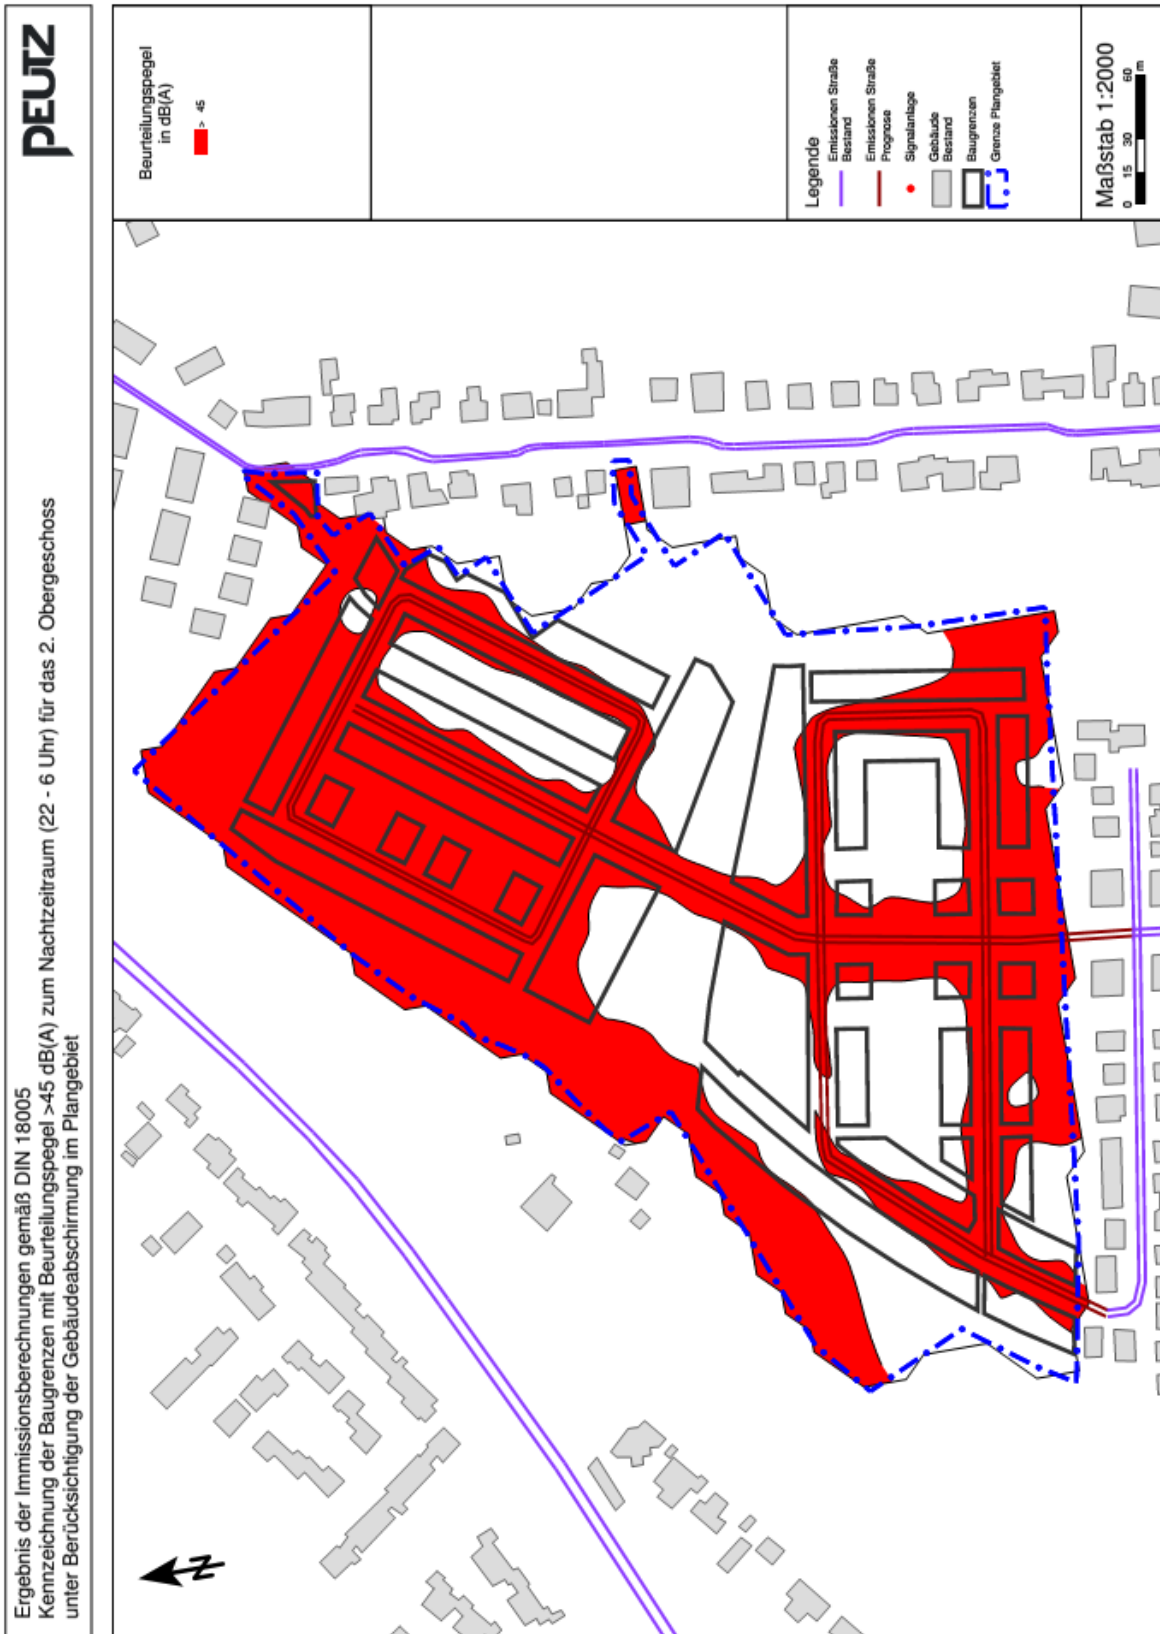 PEUTZ
Ergebnis der Immissionsberechnungen gemäß DIN 18005
Kennzeichnung der Baugrenzen mit Beurteilungspegel >45 dB(A) zum Nachtzeitraum (22 - 6 Uhr) für das 2. Obergeschoss
unter Berücksichtigung der Gebäudeabschirmung im Plangebiet
Beurteilungspegel
in dB(A)
> 45
Legende
Emissionen Straße
Bestand
Emissionen Straße
Prognose
Signalanlage
Gebäude
Bestand
Baugrenzen
Grenze Plangebiet
Maßstab 1:2000
0 15 30 60
m
N